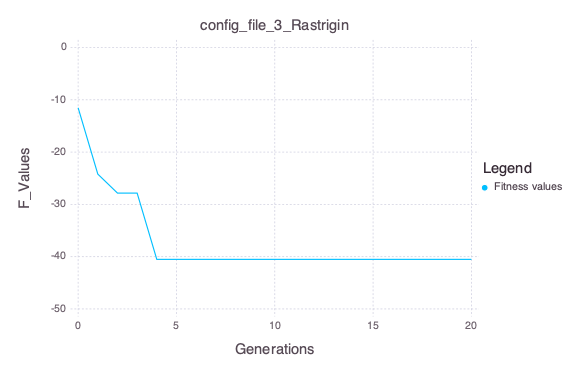 config_file_3_Rastrigin
0
-10
-20
-30
-40
-50
F_Values
0 5 10 15 20
Generations
Legend
Fitness values